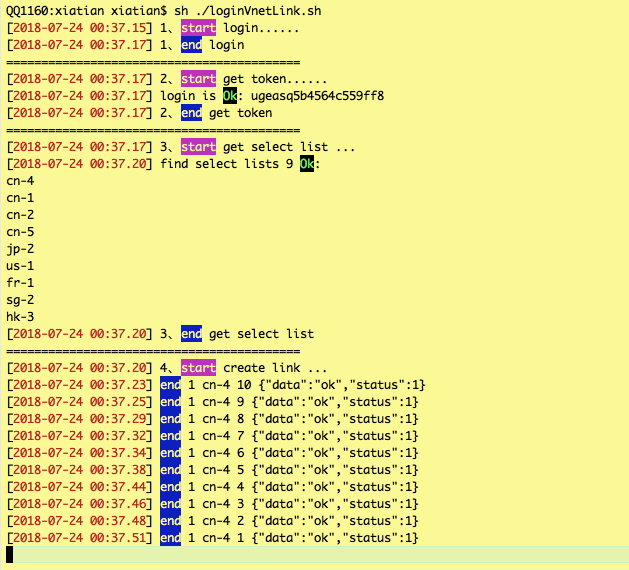 QQ1160:xiatian xiatian$ sh ./loginVnetLink.sh
[2018-07-24 00:37.15] 1、start login......
[2018-07-24 00:37.17] 1、end login
==========================================
[2018-07-24 00:37.17] 2、start get token......
[2018-07-24 00:37.17] login is Ok: ugeasq5b4564c559ff8
[2018-07-24 00:37.17] 2、end get token
==========================================
[2018-07-24 00:37.17] 3、start get select list ...
[2018-07-24 00:37.20] find select lists 9 Ok:
cn-4
cn-1
cn-2
cn-5
jp-2
us-1
fr-1
sg-2
hk-3
[2018-07-24 00:37.20] 3、end get select list
==========================================
[2018-07-24 00:37.20] 4、start create link ...
[2018-07-24 00:37.23] end 1 cn-4 10 {"data":"ok","status":1}
[2018-07-24 00:37.25] end 1 cn-4 9 {"data":"ok","status":1}
[2018-07-24 00:37.29] end 1 cn-4 8 {"data":"ok","status":1}
[2018-07-24 00:37.32] end 1 cn-4 7 {"data":"ok","status":1}
[2018-07-24 00:37.34] end 1 cn-4 6 {"data":"ok","status":1}
[2018-07-24 00:37.38] end 1 cn-4 5 {"data":"ok","status":1}
[2018-07-24 00:37.44] end 1 cn-4 4 {"data":"ok","status":1}
[2018-07-24 00:37.46] end 1 cn-4 3 {"data":"ok","status":1}
[2018-07-24 00:37.48] end 1 cn-4 2 {"data":"ok","status":1}
[2018-07-24 00:37.51] end 1 cn-4 1 {"data":"ok","status":1}